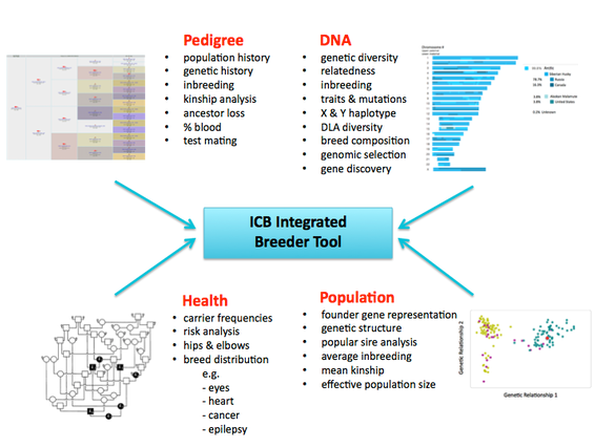 Pedigree
• population history
• genetic history
• inbreeding
• kinship analysis
• ancestor loss
• % blood
• test mating
DNA
• genetic diversity
• relatedness
• inbreeding
• traits & mutations
• X & Y haplotype
• DLA diversity
• breed composition
• genomic selection
• gene discovery
ICB Integrated
Breeder Tool
Health
• carrier frequencies
• risk analysis
• hips & elbows
• breed distribution
e.g.
- eyes
- heart
- cancer
- epilepsy
Population
• founder gene representation
• genetic structure
• popular sire analysis
• average inbreeding
• mean kinship
• effective population size
Genetic Relationship 2
Genetic Relationship 1